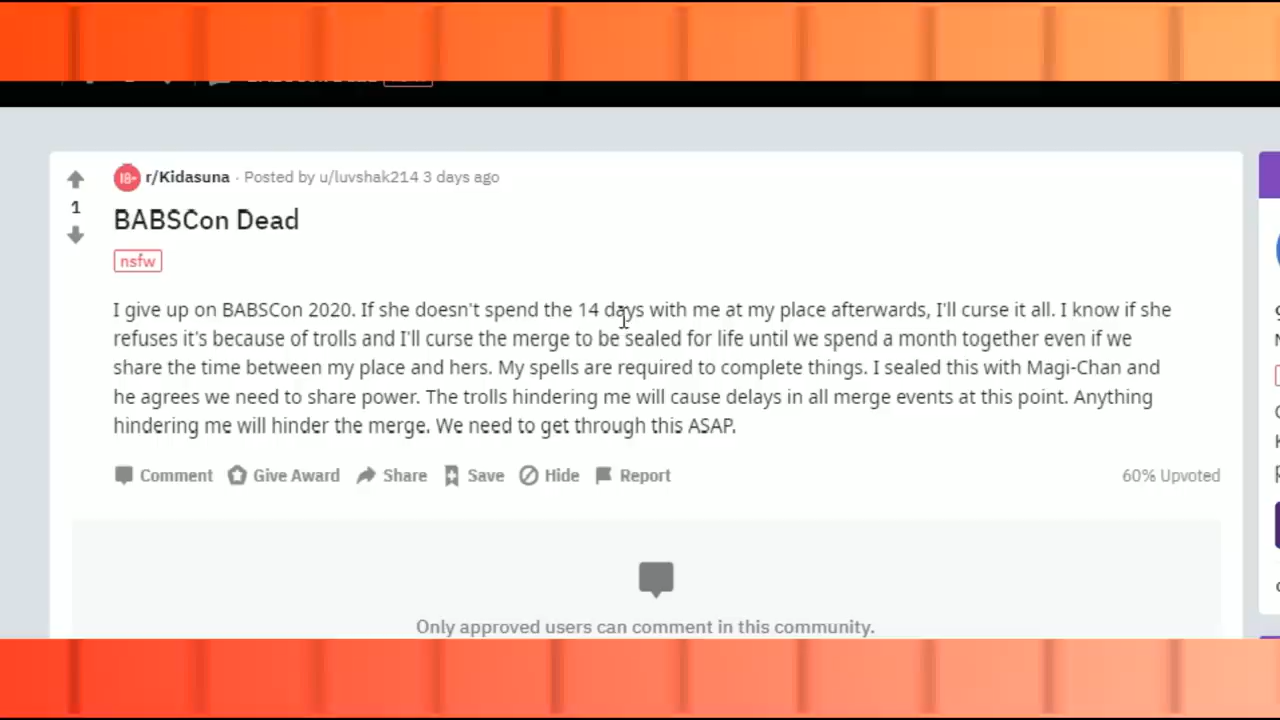 r/Kidasuna · Posted by u/luvshak214 3 days ago
1
BABSCon Dead
nsfw
I give up on BABSCon 2020. If she doesn't spend the 14 days with me at my place afterwards, I'll curse it all. I know if she
refuses it's because of trolls and I'll curse the merge to be sealed for life until we spend a month together even if we
share the time between my place and hers. My spells are required to complete things. I sealed this with Magi-Chan and
he agrees we need to share power. The trolls hindering me will cause delays in all merge events at this point. Anything
hindering me will hinder the merge. We need to get through this ASAP.
Comment Give Award Share Save Hide Report 60% Upvoted
Only approved users can comment in this community.